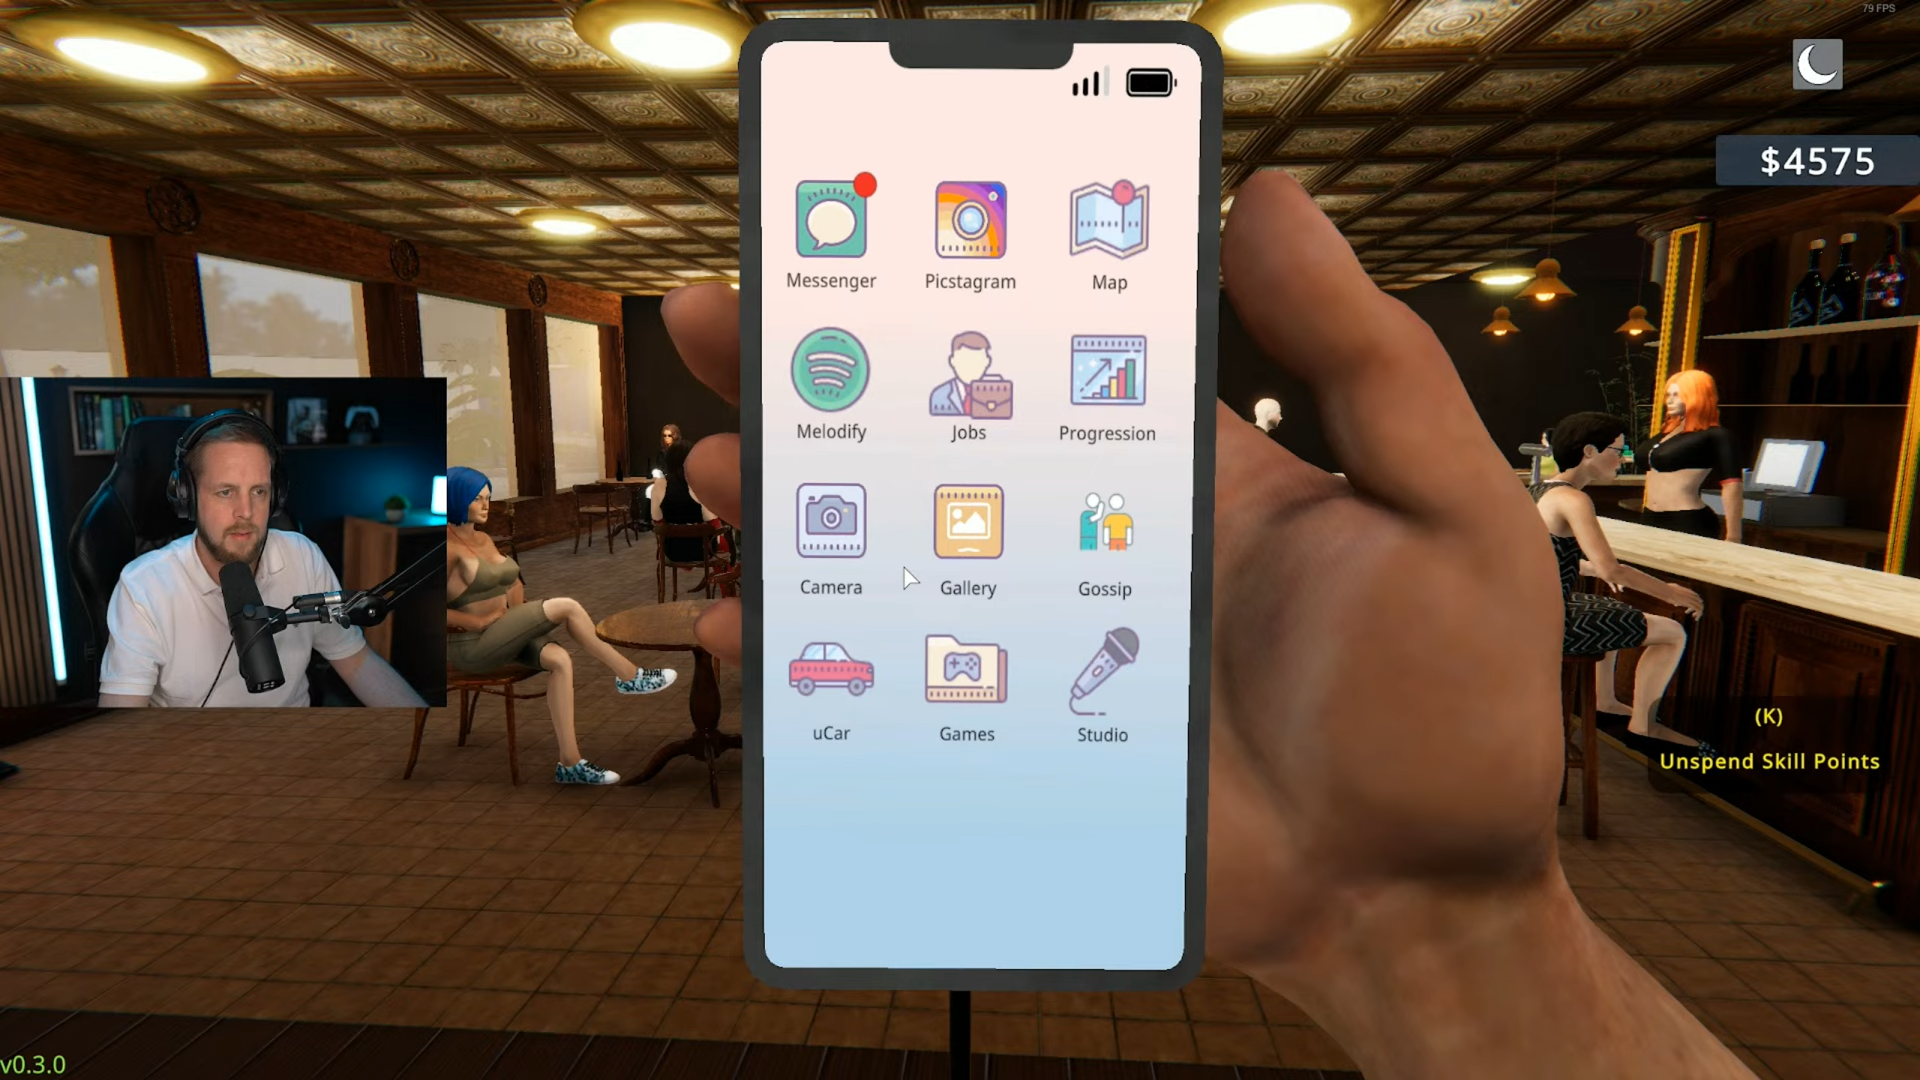 79 FPS
$4575
Messenger
Picstagram
Map
Melodify
Jobs
Progression
Camera
Gallery
Gossip
uCar
Games
Studio
(K)
Unspend Skill Points
v0.3.0